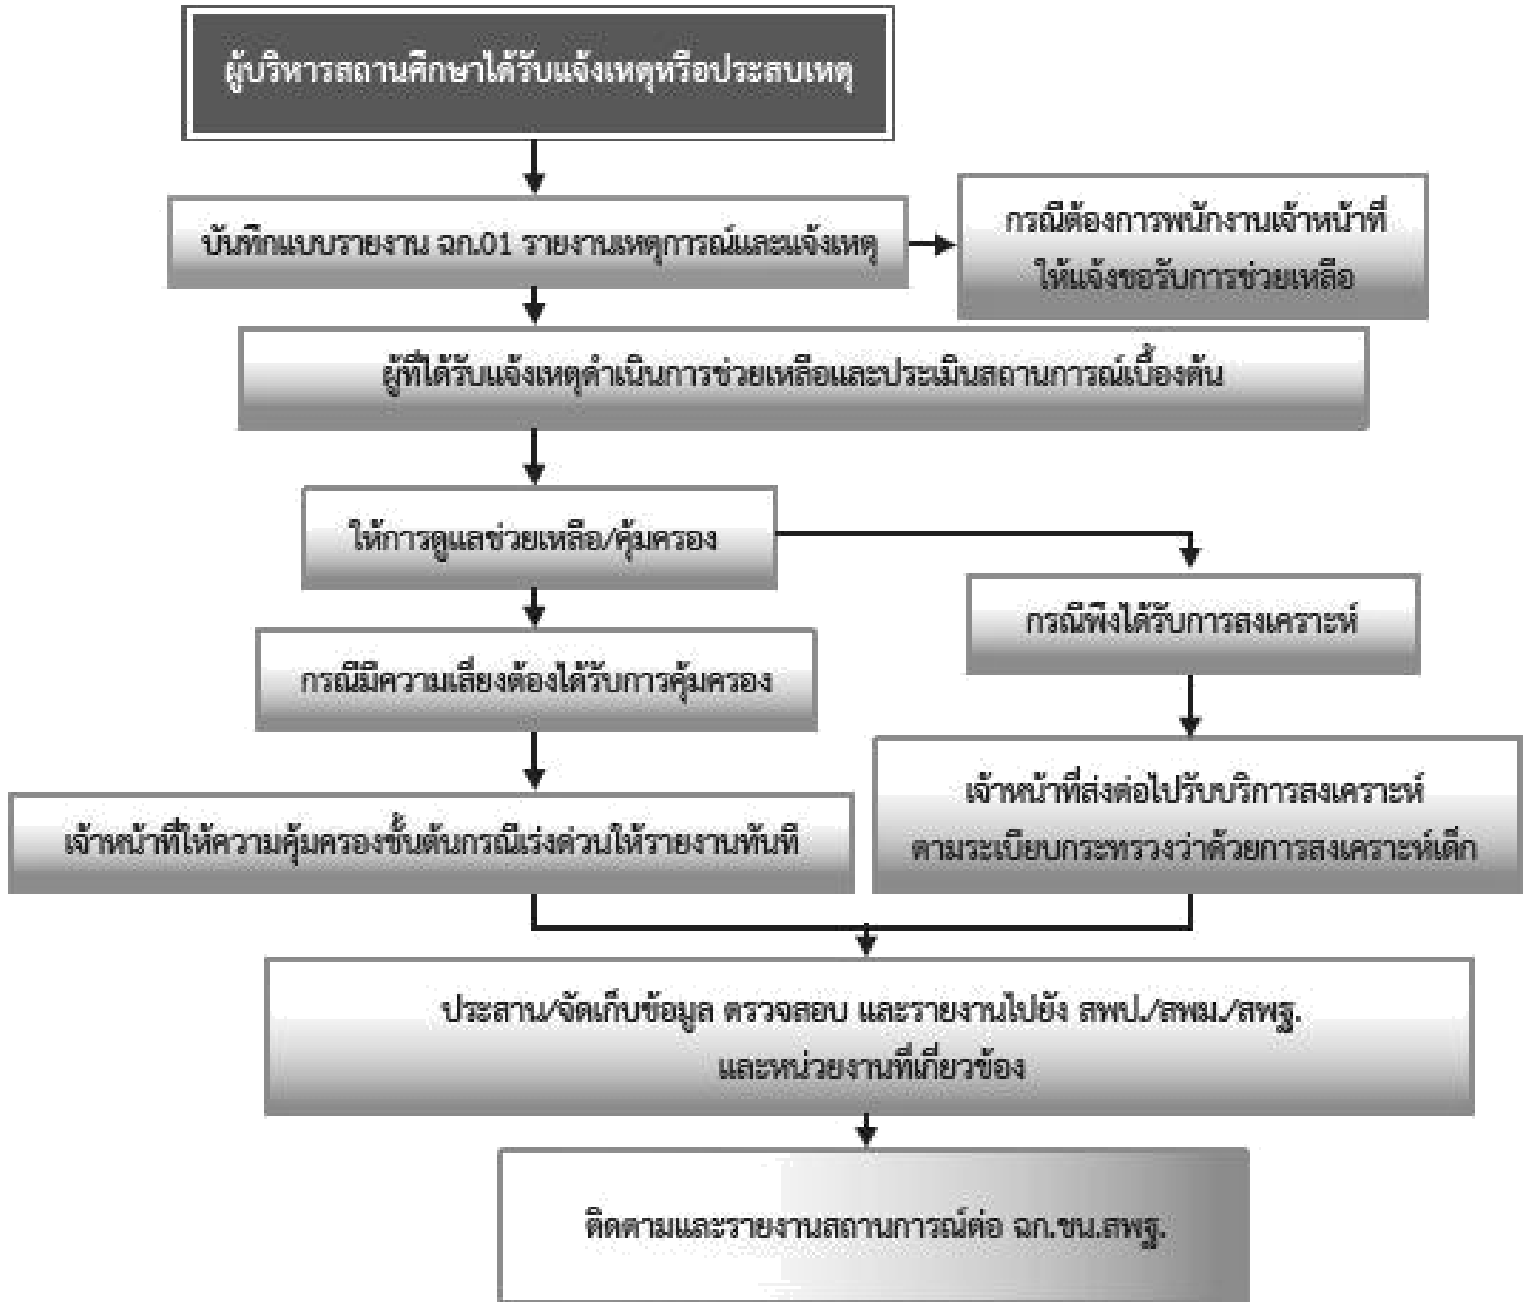 ผู้บริหารสถานศึกษาได้รับแจ้งเหตุหรือประสบเหตุ
บันทึกแบบรายงาน ฉก.01 รายงานเหตุการณ์และแจ้งเหตุ
กรณีต้องการพนักงานเจ้าหน้าที่
ให้แจ้งขอรับการช่วยเหลือ
ผู้ที่ได้รับแจ้งเหตุดำเนินการช่วยเหลือและประเมินสถานการณ์เบื้องต้น
ให้การดูแลช่วยเหลือ/คุ้มครอง
กรณีพึงได้รับการสงเคราะห์
กรณีมีความเสี่ยงต้องได้รับการคุ้มครอง
เจ้าหน้าที่ส่งต่อไปรับบริการสงเคราะห์
ตามระเบียบกระทรวงว่าด้วยการสงเคราะห์เด็ก
เจ้าหน้าที่ให้ความคุ้มครองขั้นต้นกรณีเร่งด่วนให้รายงานทันที
ประสาน/จัดเก็บข้อมูล ตรวจสอบ และรายงานไปยัง สพป./สพม./สพฐ.
และหน่วยงานที่เกี่ยวข้อง
ติดตามและรายงานสถานการณ์ต่อ ฉก.ชน.สพฐ.